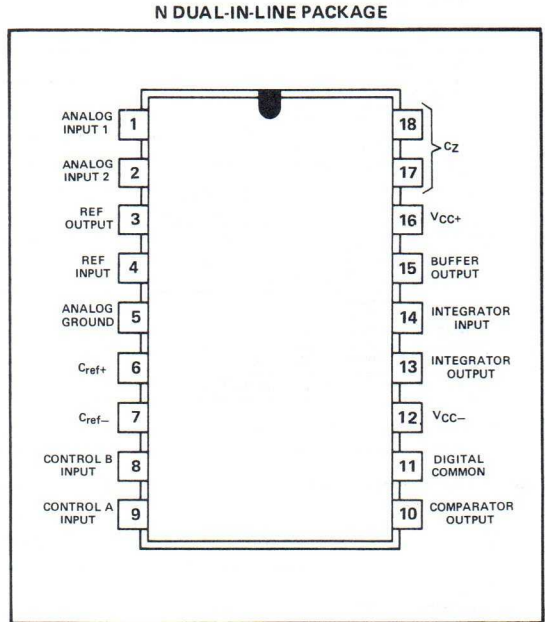 N DUAL-IN-LINE PACKAGE
ANALOG
INPUT 1
1
ANALOG
INPUT 2
2
REF
OUTPUT
3
REF
INPUT
4
ANALOG
GROUND
5
Cref+
6
Cref–
7
CONTROL B
INPUT
8
CONTROL A
INPUT
9
18
17
CZ
16
VCC+
15
BUFFER
OUTPUT
14
INTEGRATOR
INPUT
13
INTEGRATOR
OUTPUT
12
VCC–
11
DIGITAL
COMMON
10
COMPARATOR
OUTPUT